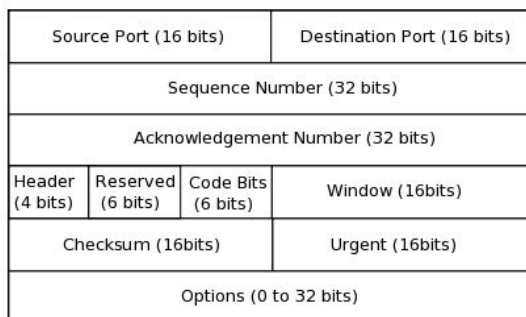 Source Port (16 bits)
Destination Port (16 bits)
Sequence Number (32 bits)
Acknowledgement Number (32 bits)
Header
(4 bits)
Reserved
(6 bits)
Code Bits
(6 bits)
Window (16bits)
Checksum (16bits)
Urgent (16bits)
Options (0 to 32 bits)